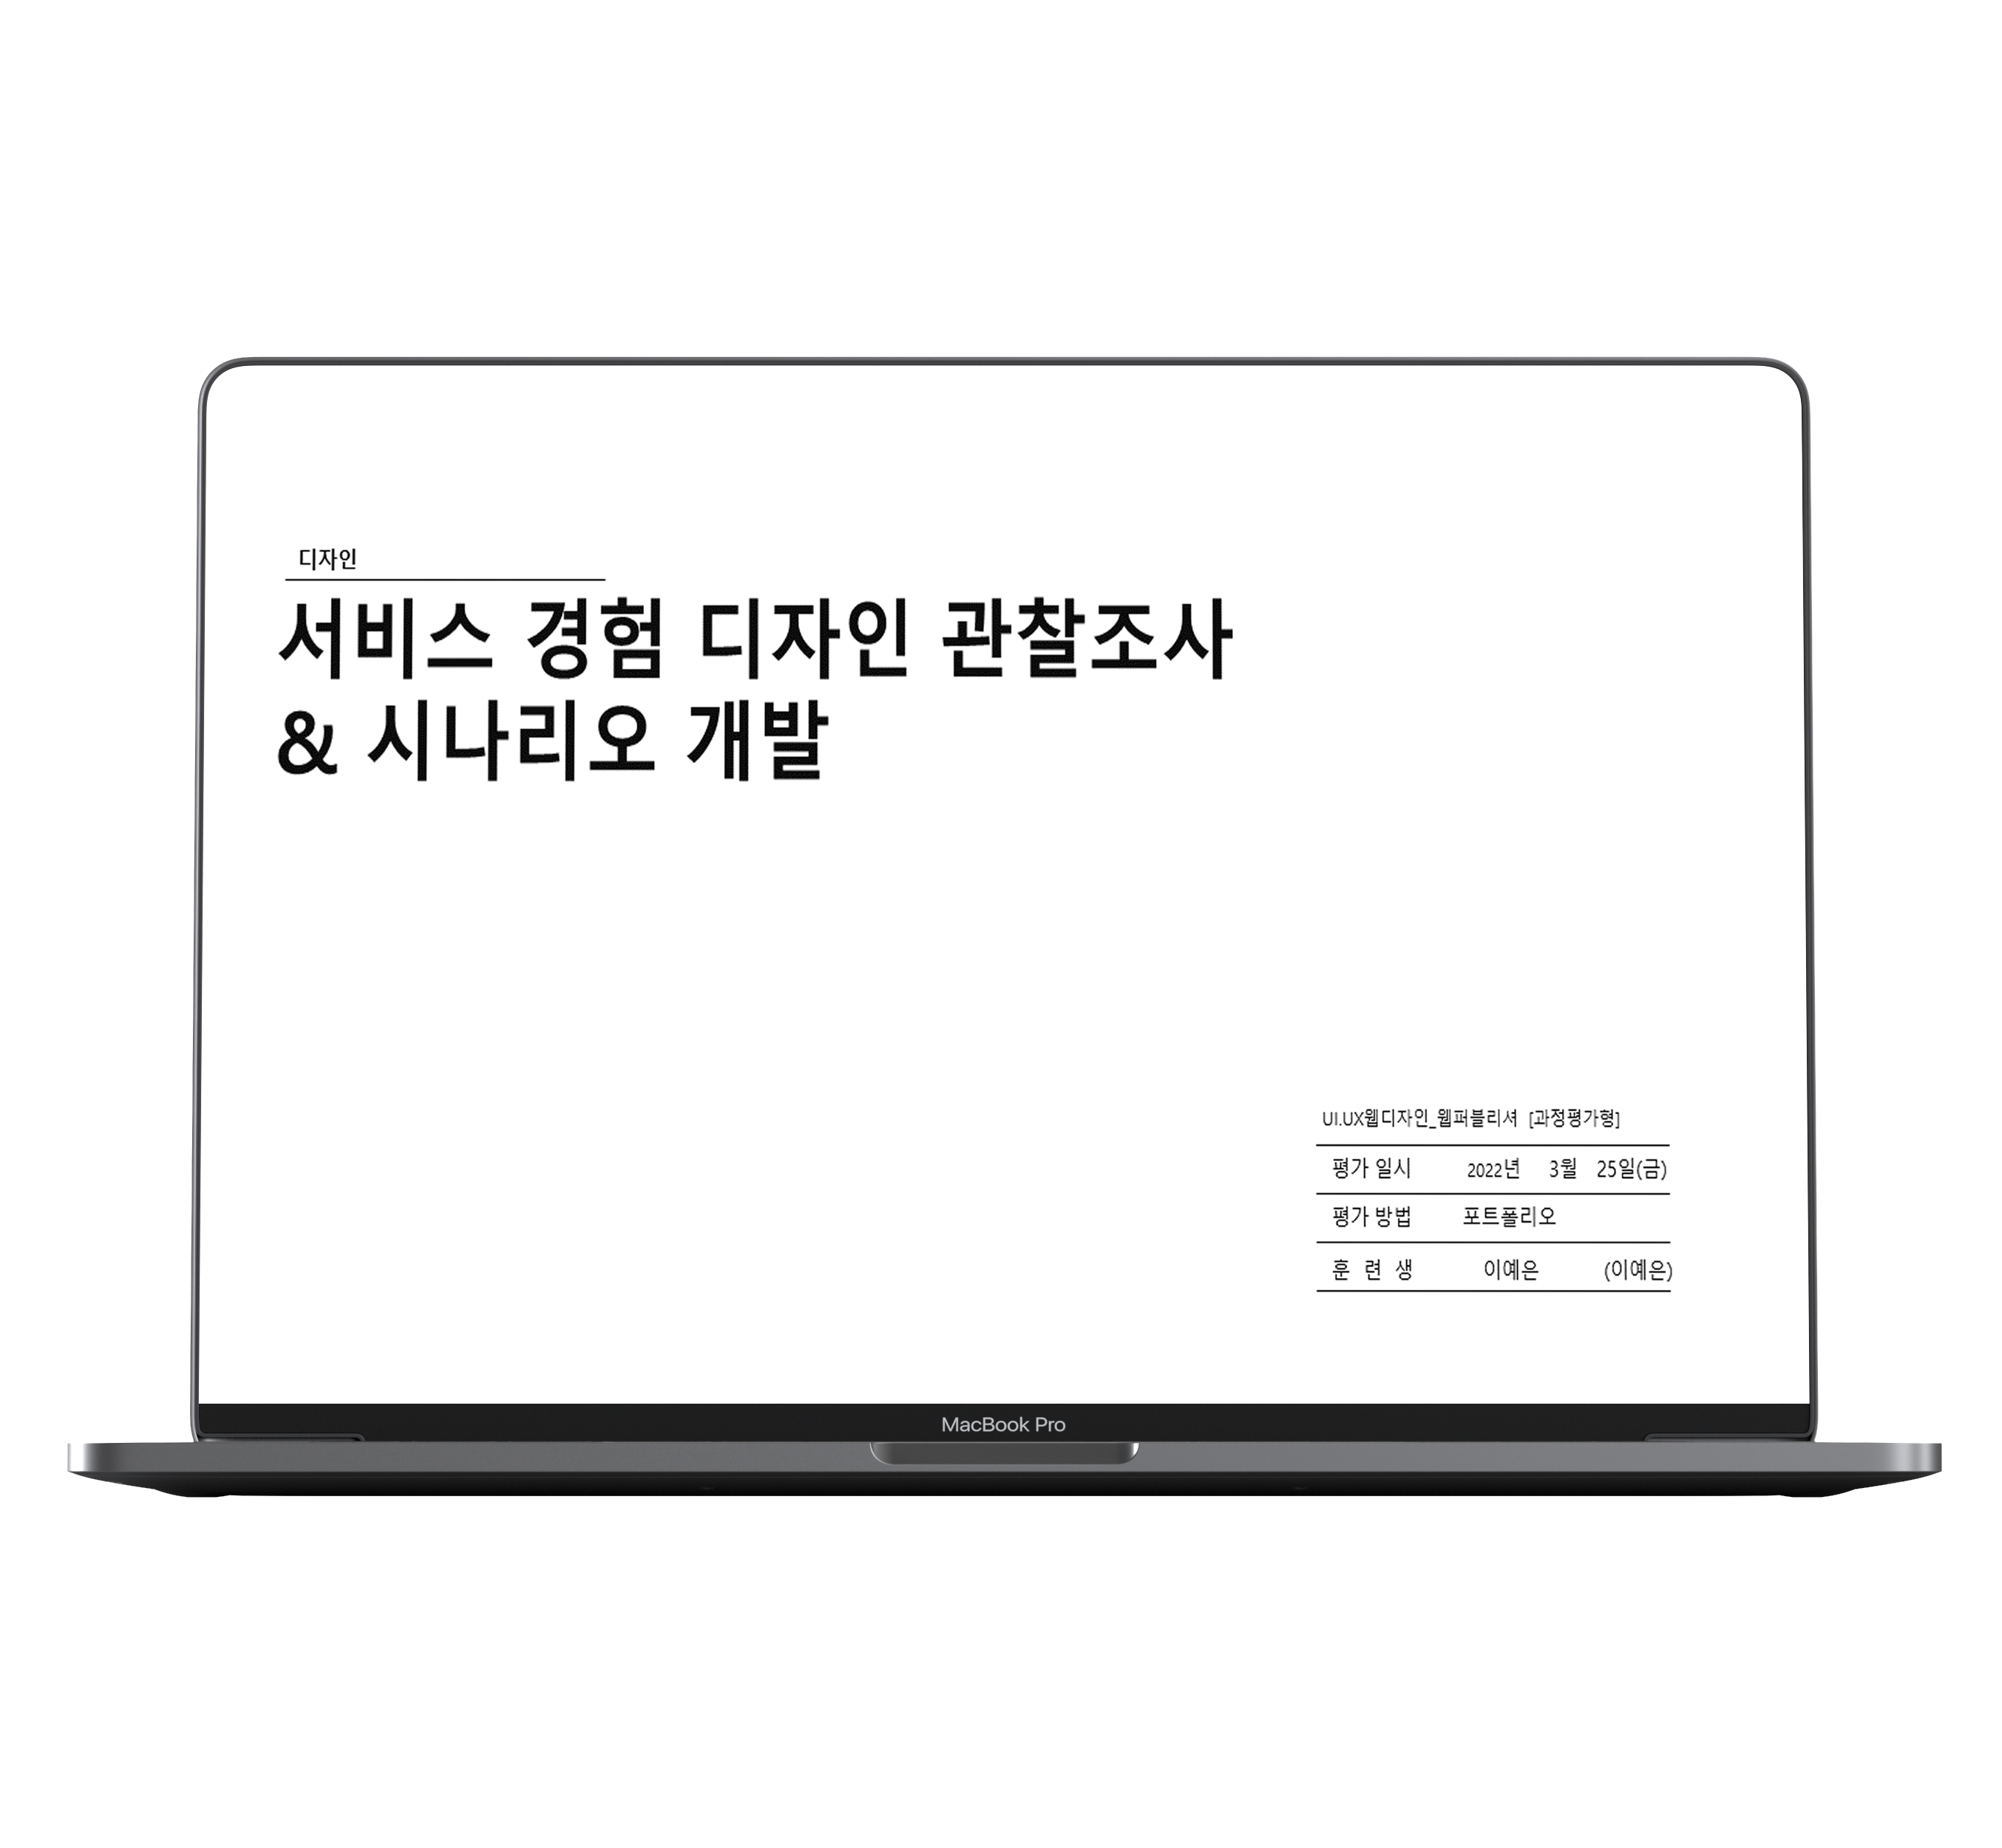 디자인
서비스 경험 디자인 관찰조사
& 시나리오 개발
UI.UX웹디자인_웹퍼블리셔 [과정평가형]
평가 일시 2022년 3월 25일(금)
평가 방법 포트폴리오
훈 련 생 이예은 (이예은)
MacBook Pro